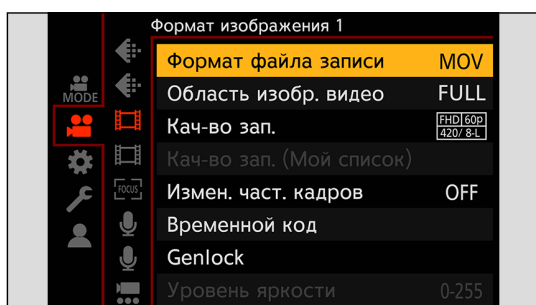 Формат изображения 1
Формат файла записи MOV
Область изобр. видео FULL
Кач-во зап. FHD 60p 420/8-L
Кач-во зап. (Мой список)
Измен. част. кадров OFF
Временной код
Genlock
Уровень яркости 0-255
MODE
FOCUS